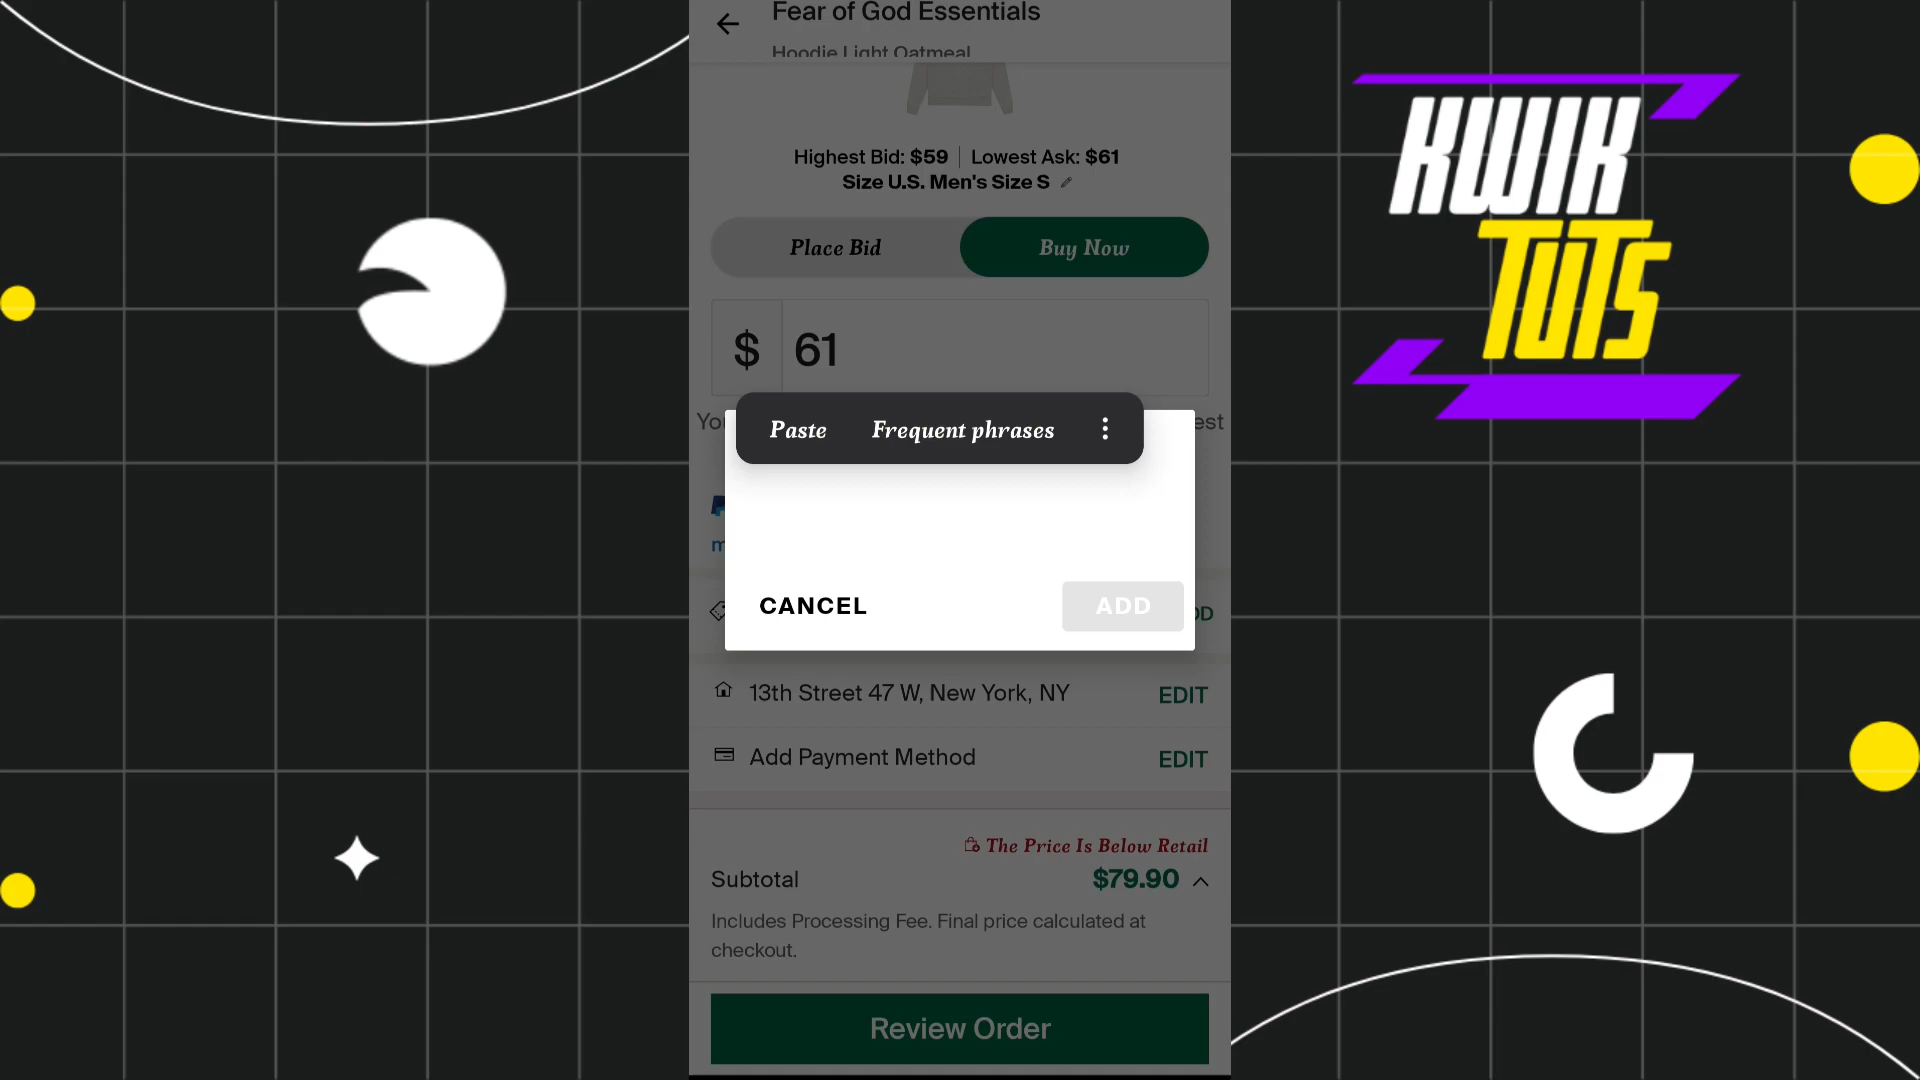 Fear of God Essentials
Hoodie Light Oatmeal
Highest Bid: $59 | Lowest Ask: $61
Size U.S. Men's Size S
Place Bid
Buy Now
$ 61
Yo
est
Paste
Frequent phrases
m
CANCEL
ADD
DD
13th Street 47 W, New York, NY
EDIT
Add Payment Method
EDIT
The Price Is Below Retail
Subtotal
$79.90
Includes Processing Fee. Final price calculated at
checkout.
Review Order
KWIK
TUTS